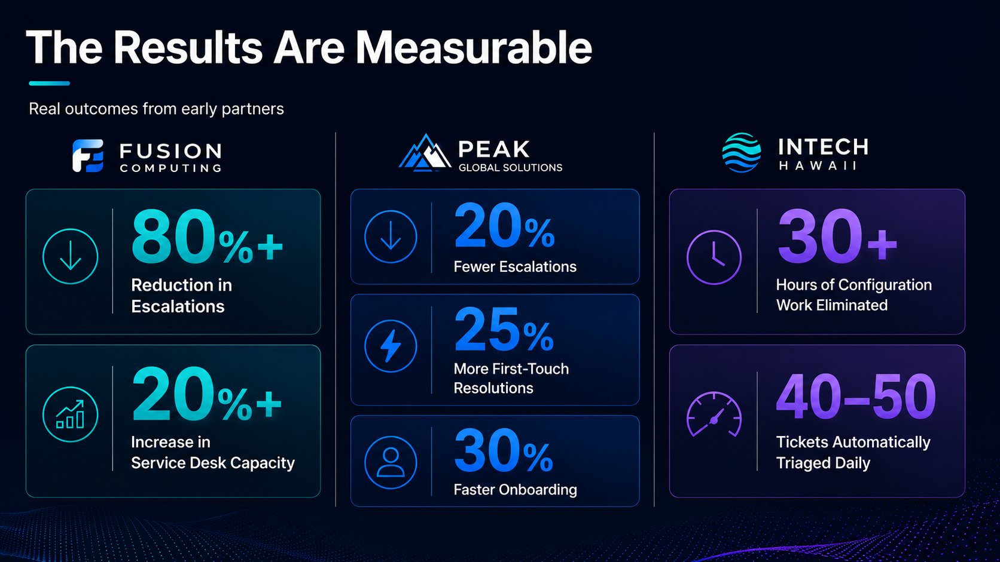 The Results Are Measurable
Real outcomes from early partners
FUSION
COMPUTING
80%+
Reduction in
Escalations
20%+
Increase in
Service Desk Capacity
PEAK
GLOBAL SOLUTIONS
20%
Fewer Escalations
25%
More First-Touch
Resolutions
30%
Faster Onboarding
INTECH
HAWAII
30+
Hours of Configuration
Work Eliminated
40–50
Tickets Automatically
Triaged Daily